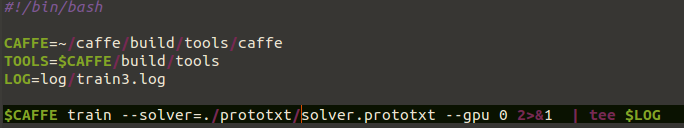 #!/bin/bash
CAFFE=~/caffe/build/tools/caffe
TOOLS=$CAFFE/build/tools
LOG=log/train3.log
$CAFFE train --solver=./prototxt/solver.prototxt --gpu 0 2>&1  | tee $LOG